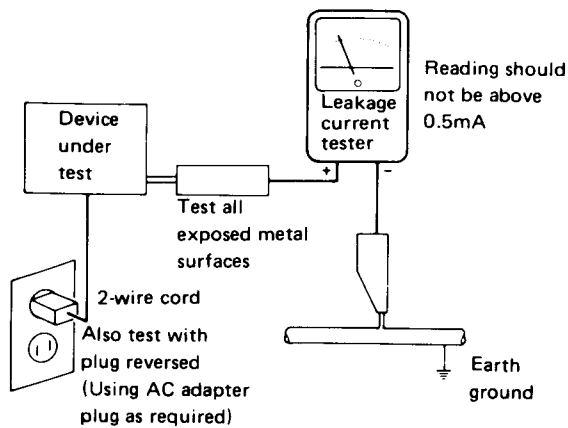 Device
under
test
Leakage
current
tester
+
−
Reading should
not be above
0.5mA
Test all
exposed metal
surfaces
2-wire cord
Also test with
plug reversed
(Using AC adapter
plug as required)
Earth
ground